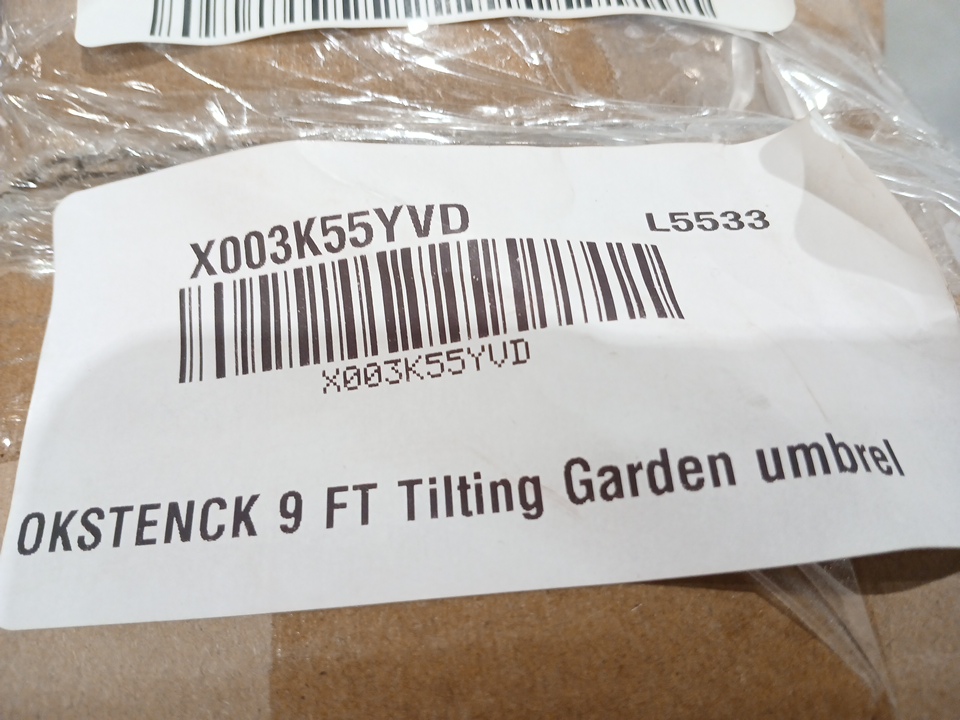 X003K55YVD
L5533
X003K55YVD
OKSTENCK 9 FT Tilting Garden umbrel